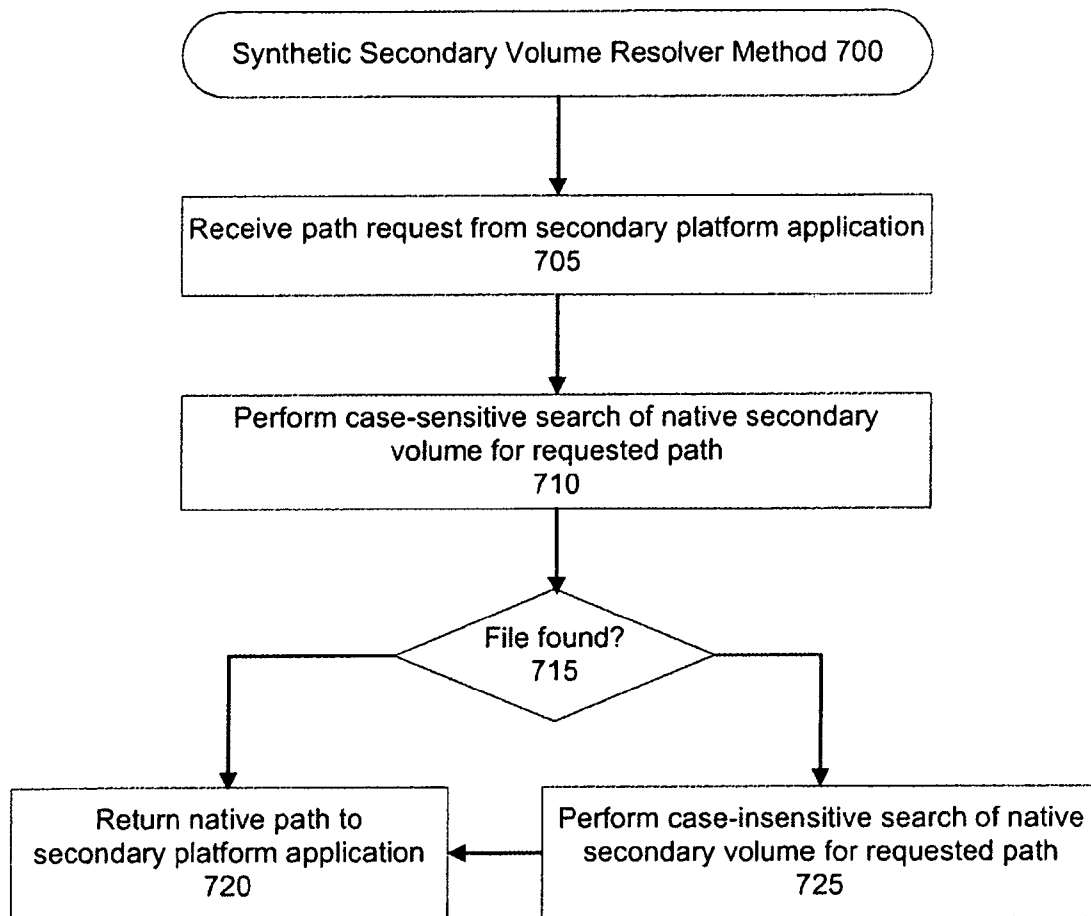 Synthetic Secondary Volume Resolver Method 700
Receive path request from secondary platform application
705
Perform case-sensitive search of native secondary
volume for requested path
710
File found?
715
Return native path to
secondary platform application
720
Perform case-insensitive search of native
secondary volume for requested path
725